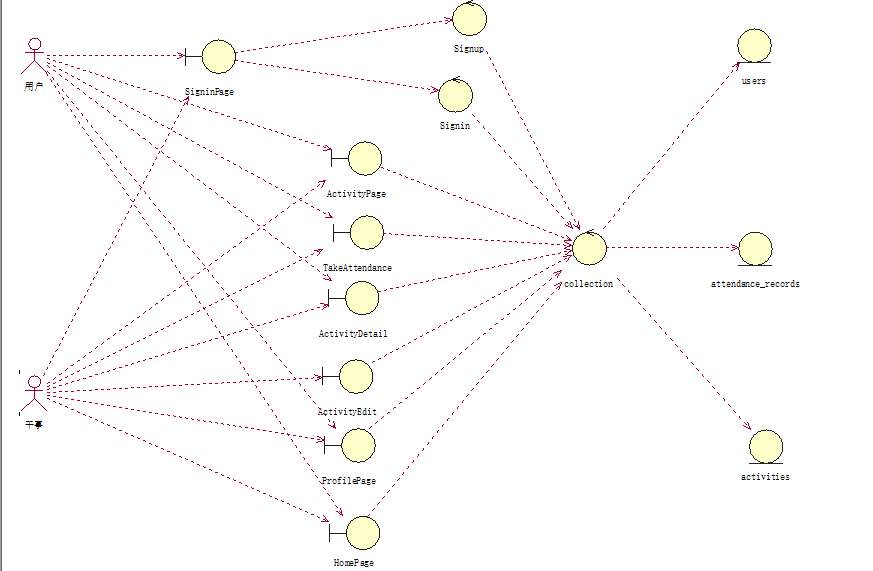 Signup
用户
SigninPage
users
Signin
ActivityPage
TakeAttendance
collection
attendance_records
ActivityDetail
ActivityEdit
干事
ProfilePage
activities
HomePage